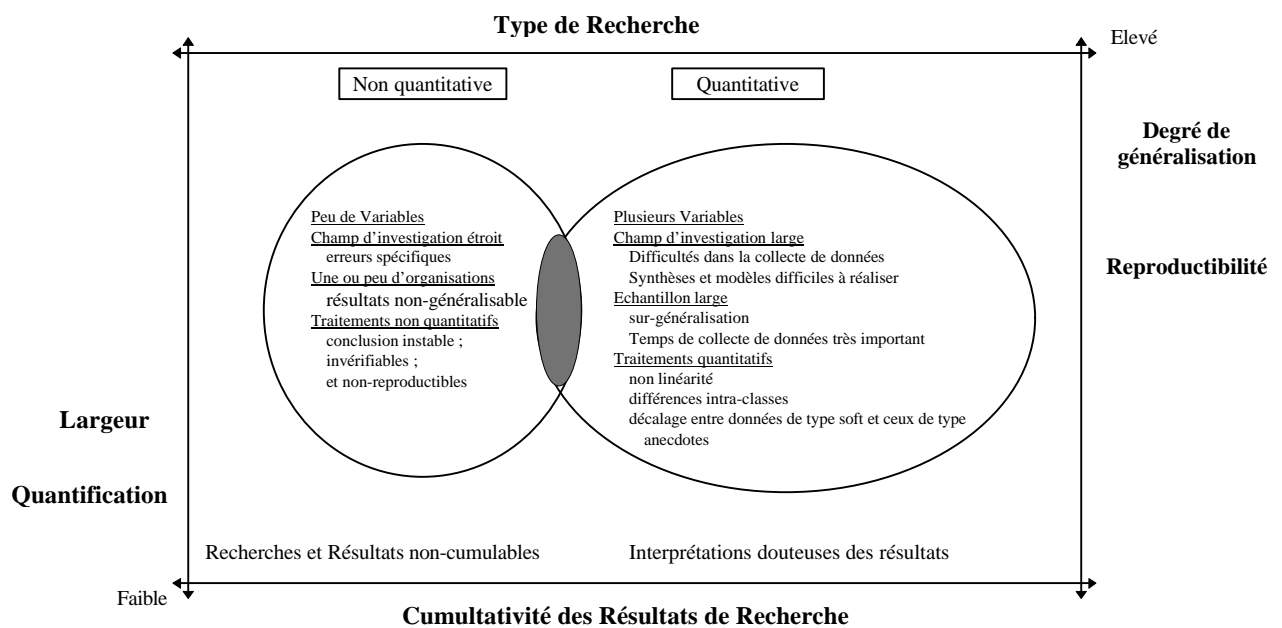 Type de Recherche
Elevé
Non quantitative
Quantitative
Degré de
généralisation
Reproductibilité
Peu de Variables
Champ d'investigation étroit
erreurs spécifiques
Une ou peu d'organisations
résultats non-généralisable
Traitements non quantitatifs
conclusion instable ;
invérifiables ;
et non-reproductibles
Plusieurs Variables
Champ d'investigation large
Difficultés dans la collecte de données
Synthèses et modèles difficiles à réaliser
Echantillon large
sur-généralisation
Temps de collecte de données très important
Traitements quantitatifs
non linéarité
différences intra-classes
décalage entre données de type soft et ceux de type
anecdotes
Largeur
Quantification
Recherches et Résultats non-cumulables
Interprétations douteuses des résultats
Faible
Cumultativité des Résultats de Recherche